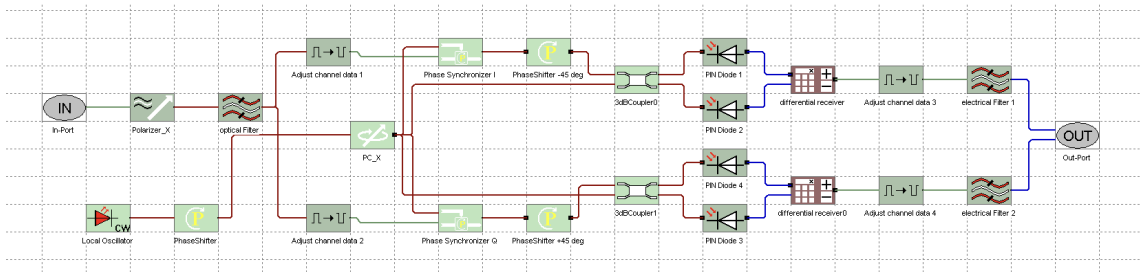 Adjust channel data 1
Phase Synchronizer I
P
PhaseShifter -45 deg
3dBCoupler0
PIN Diode 1
differential receiver
Adjust channel data 3
electrical Filter 1
IN
In-Port
Polarizer_X
optical Filter
PIN Diode 2
PC_X
OUT
Out-Port
PIN Diode 4
3dBCoupler1
differential receiver0
Adjust channel data 4
electrical Filter 2
CW
Local Oscillator
P
PhaseShifter
Adjust channel data 2
Phase Synchronizer Q
P
PhaseShifter +45 deg
PIN Diode 3